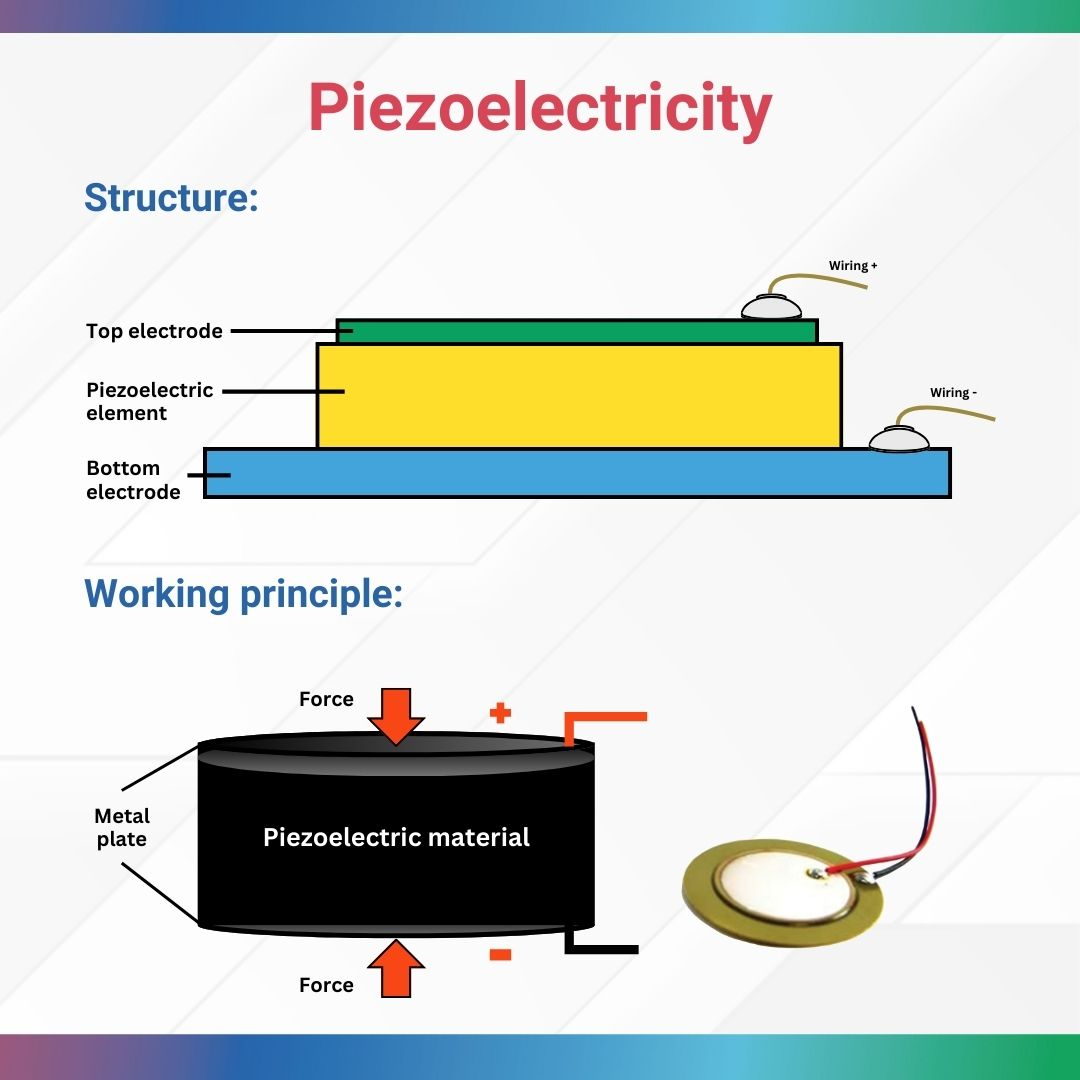 Piezoelectricity
Structure:
Wiring +
Top electrode
Wiring -
Piezoelectric
element
Bottom
electrode
Working principle:
Force
+
Metal
plate
Piezoelectric material
-
Force